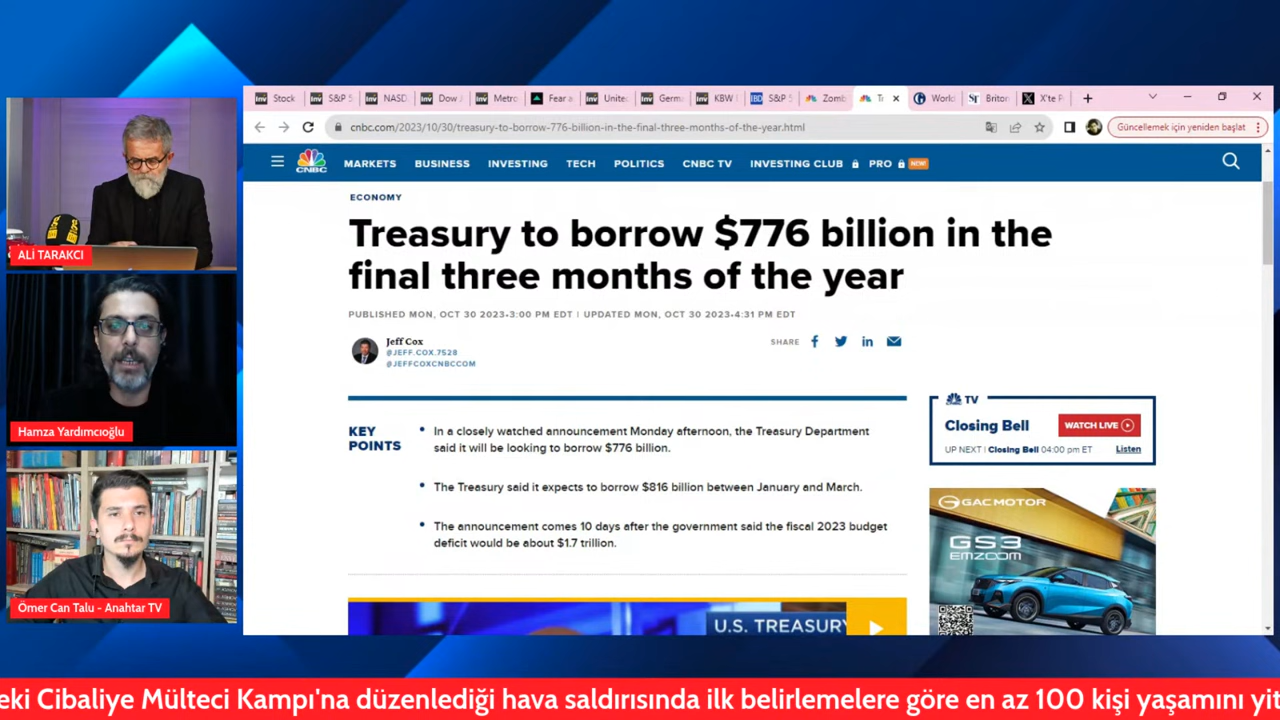 Stock
S&P 5
NASD
Dow J
Metro
Fear a
Unite
Germ
KBW
IBD
S&P 5
Zomb
Tr
World
Briton
X'te P
cnbc.com/2023/10/30/treasury-to-borrow-776-billion-in-the-final-three-months-of-the-year.html
Güncellemek için yeniden başlat
CNBC
MARKETS BUSINESS INVESTING TECH POLITICS CNBC TV INVESTING CLUB PRO NEW!
ECONOMY
Treasury to borrow $776 billion in the
final three months of the year
PUBLISHED MON, OCT 30 2023•3:00 PM EDT | UPDATED MON, OCT 30 2023•4:31 PM EDT
Jeff Cox
@JEFF.COX.7528
@JEFFCOXCNBCCOM
SHARE
KEY
POINTS
In a closely watched announcement Monday afternoon, the Treasury Department
said it will be looking to borrow $776 billion.
The Treasury said it expects to borrow $816 billion between January and March.
The announcement comes 10 days after the government said the fiscal 2023 budget
deficit would be about $1.7 trillion.
TV
Closing Bell
WATCH LIVE
UP NEXT | Closing Bell 04:00 pm ET
Listen
GAC MOTOR
GS3
EMZOOM
U.S. TREASURY
ALİ TARAKCI
Hamza Yardımcıoğlu
Ömer Can Talu - Anahtar TV
eki Cibaliye Mülteci Kampı'na düzenlediği hava saldırısında ilk belirlemelere göre en az 100 kişi yaşamını yit